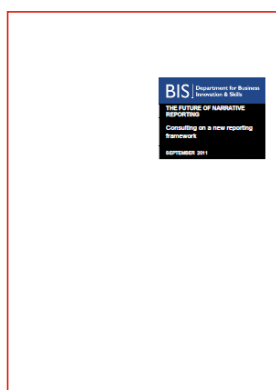 BIS Department for Business
Innovation & Skills
THE FUTURE OF NARRATIVE
REPORTING
Consulting on a new reporting
framework
SEPTEMBER 2011